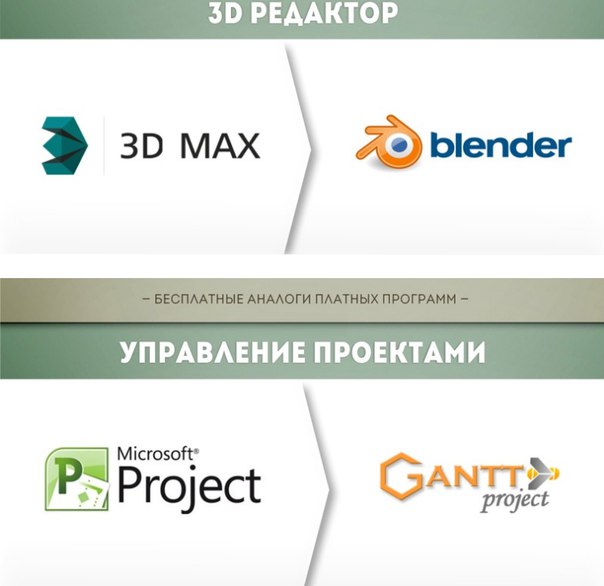 3D РЕДАКТОР
3D MAX
blender
– БЕСПЛАТНЫЕ АНАЛОГИ ПЛАТНЫХ ПРОГРАММ –
УПРАВЛЕНИЕ ПРОЕКТАМИ
P
Microsoft®
Project
GANTT
project